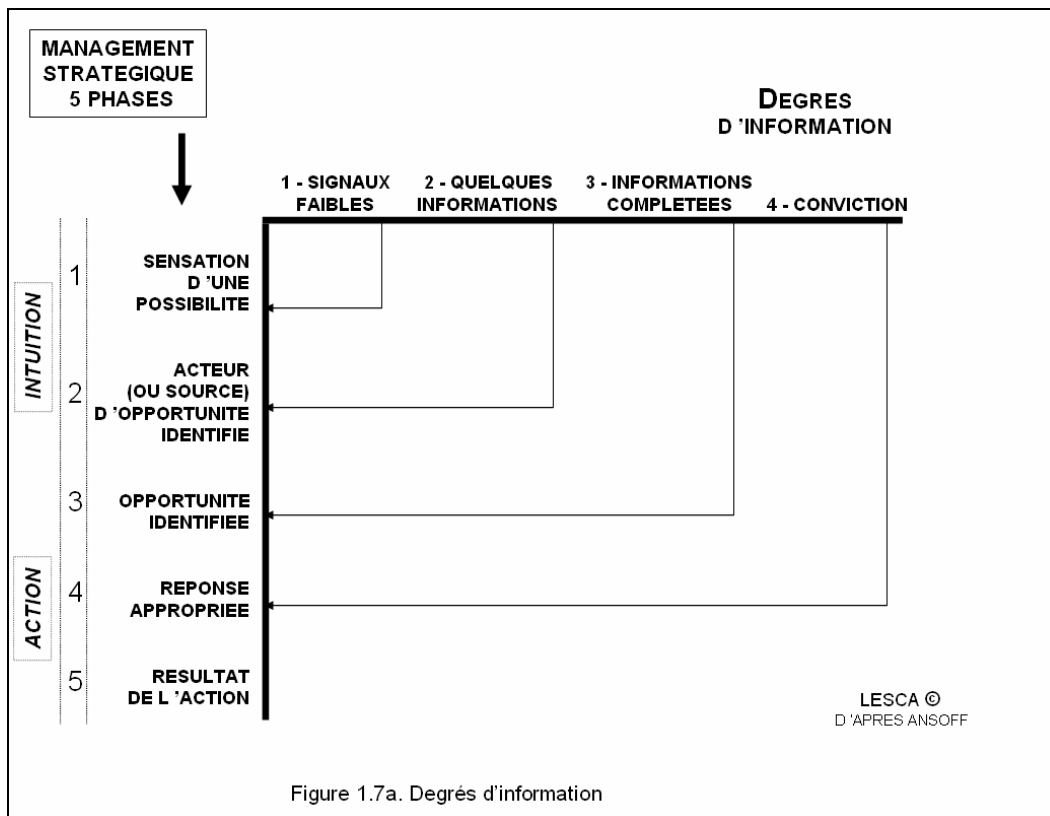 MANAGEMENT
STRATEGIQUE
5 PHASES
DEGRES
D 'INFORMATION
1 - SIGNAUX
FAIBLES
2 - QUELQUES
INFORMATIONS
3 - INFORMATIONS
COMPLETEES
4 - CONVICTION
INTUITION
1
SENSATION
D 'UNE
POSSIBILITE
2
ACTEUR
(OU SOURCE)
D 'OPPORTUNITE
IDENTIFIE
3
OPPORTUNITE
IDENTIFIEE
ACTION
4
REPONSE
APPROPRIEE
5
RESULTAT
DE L 'ACTION
LESCA ©
D 'APRES ANSOFF
Figure 1.7a. Degrés d'information